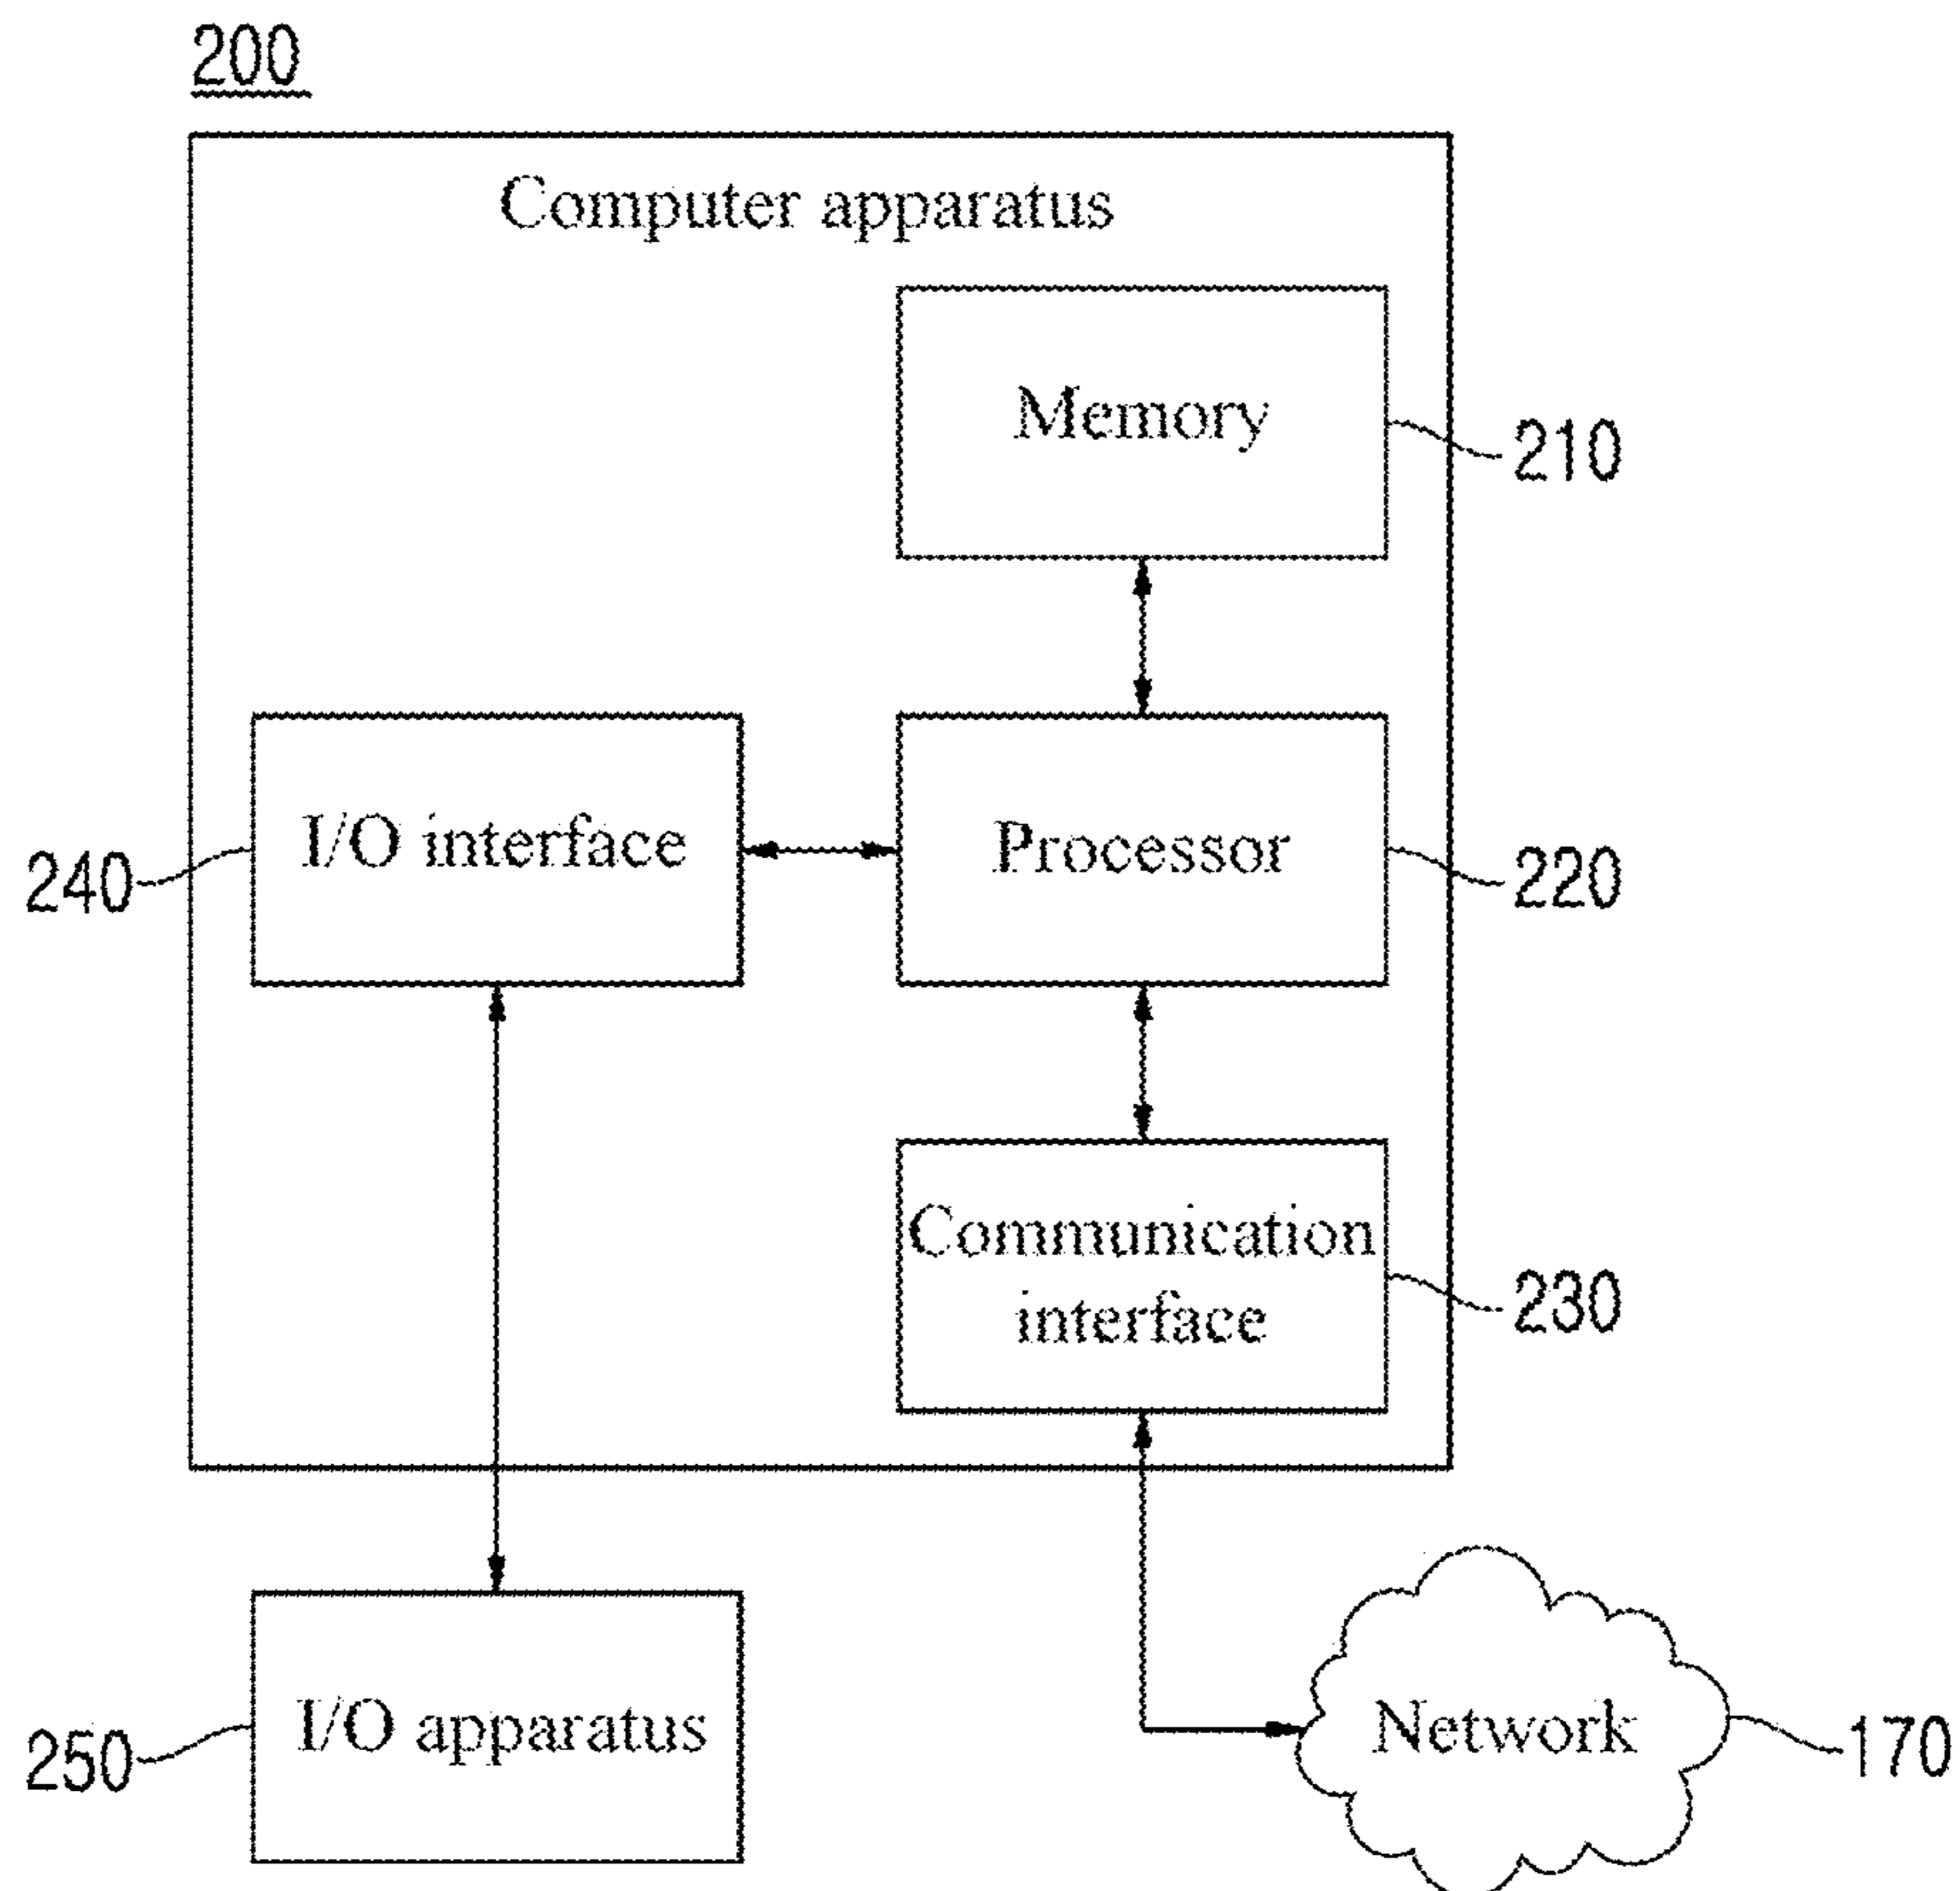 200
Computer apparatus
Memory
210
I/O interface
240
Processor
220
Communication
interface
230
I/O apparatus
250
Network
170